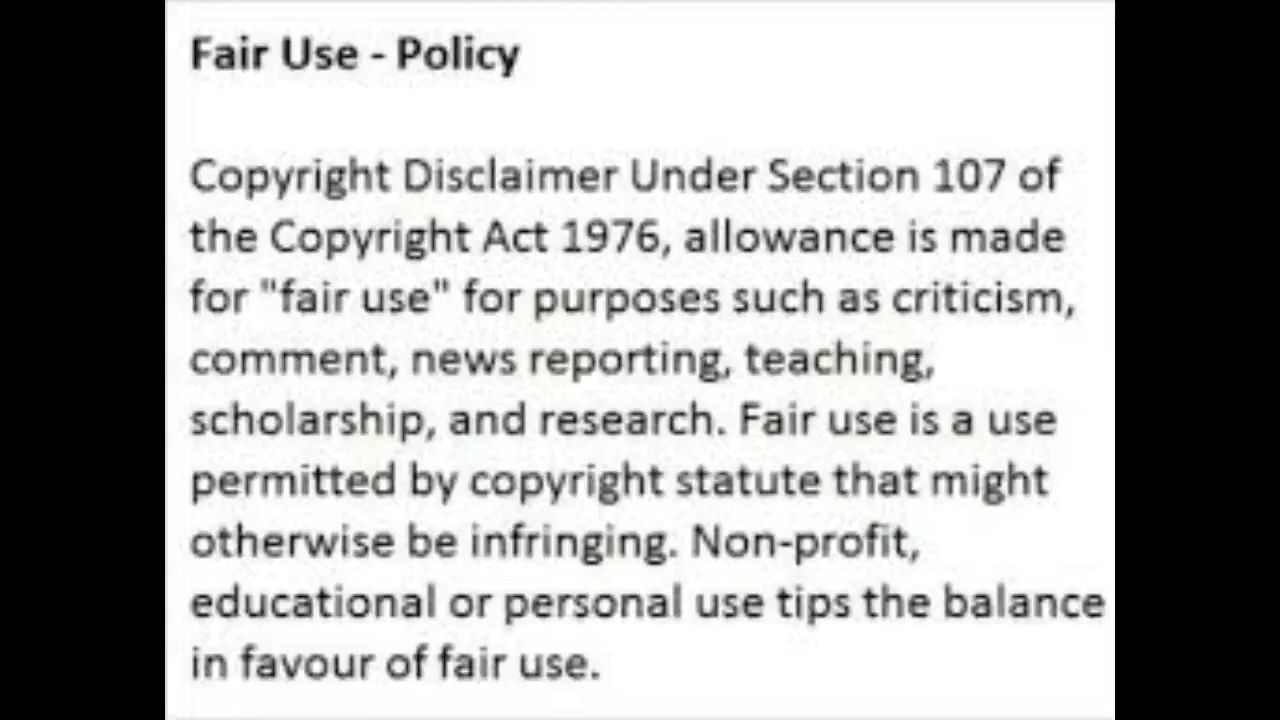 Fair Use - Policy
Copyright Disclaimer Under Section 107 of
the Copyright Act 1976, allowance is made
for "fair use" for purposes such as criticism,
comment, news reporting, teaching,
scholarship, and research. Fair use is a use
permitted by copyright statute that might
otherwise be infringing. Non-profit,
educational or personal use tips the balance
in favour of fair use.